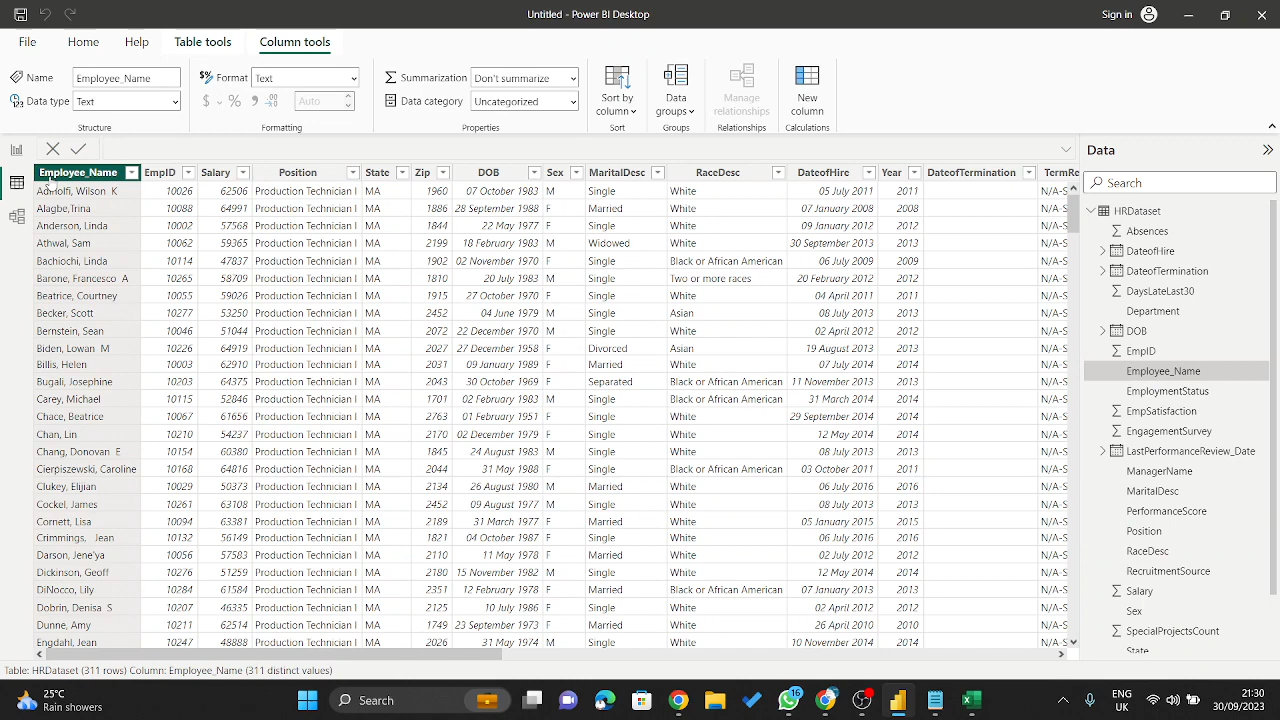 Untitled - Power BI Desktop
Sign in
File Home Help Table tools Column tools
Name Employee_Name
Data type Text
Structure
Format Text
$ % Auto
Formatting
Summarization Don't summarize
Data category Uncategorized
Properties
Sort by column
Sort
Data groups
Groups
Manage relationships
Relationships
New column
Calculations
Employee_Name EmpID Salary Position State Zip DOB Sex MaritalDesc RaceDesc DateofHire Year DateofTermination TermRe
Wilson K 10026 62506 Production Technician I MA 1960 07 October 1983 M Single White 05 July 2011 2011 N/A-S
Alagbe,Trina 10088 64991 Production Technician I MA 1886 28 September 1988 F Married White 07 January 2008 2008 N/A-S
Anderson, Linda 10002 57568 Production Technician I MA 1844 22 May 1977 F Single White 09 January 2012 2012 N/A-S
Athwal, Sam 10062 59365 Production Technician I MA 2199 18 February 1983 M Widowed White 30 September 2013 2013 N/A-S
Bachiochi, Linda 10114 47837 Production Technician I MA 1902 02 November 1970 F Single Black or African American 06 July 2009 2009 N/A-S
Barone, Francesco A 10265 58709 Production Technician I MA 1810 20 July 1983 M Single Two or more races 20 February 2012 2012 N/A-S
Beatrice, Courtney 10055 59026 Production Technician I MA 1915 27 October 1970 F Single White 04 April 2011 2011 N/A-S
Becker, Scott 10277 53250 Production Technician I MA 2452 04 June 1979 M Single Asian 08 July 2013 2013 N/A-S
Bernstein, Sean 10046 51044 Production Technician I MA 2072 22 December 1970 M Single White 02 April 2012 2012 N/A-S
Biden, Lowan M 10226 64919 Production Technician I MA 2027 27 December 1958 F Divorced Asian 19 August 2013 2013 N/A-S
Billis, Helen 10003 62910 Production Technician I MA 2031 09 January 1989 F Married White 07 July 2014 2014 N/A-S
Bugali, Josephine 10203 64375 Production Technician I MA 2043 30 October 1969 F Separated Black or African American 11 November 2013 2013 N/A-S
Carey, Michael 10115 52846 Production Technician I MA 1701 02 February 1983 M Single Black or African American 31 March 2014 2014 N/A-S
Chace, Beatrice 10067 61656 Production Technician I MA 2763 01 February 1951 F Single White 29 September 2014 2014 N/A-S
Chan, Lin 10210 54237 Production Technician I MA 2170 02 December 1979 F Single White 12 May 2014 2014 N/A-S
Chang, Donovan E 10154 60380 Production Technician I MA 1845 24 August 1983 M Single White 08 July 2013 2013 N/A-S
Cierpiszewski, Caroline 10168 64816 Production Technician I MA 2044 31 May 1988 F Single Black or African American 03 October 2011 2011 N/A-S
Clukey, Elijian 10029 50373 Production Technician I MA 2134 26 August 1980 M Married White 06 July 2016 2016 N/A-S
Cockel, James 10261 63108 Production Technician I MA 2452 09 August 1977 M Single White 08 July 2013 2013 N/A-S
Cornett, Lisa 10094 63381 Production Technician I MA 2189 31 March 1977 F Married White 05 January 2015 2015 N/A-S
Crimmings, Jean 10132 56149 Production Technician I MA 1821 04 October 1987 F Single White 06 July 2016 2016 N/A-S
Darson, Jene'ya 10056 57583 Production Technician I MA 2110 11 May 1978 F Married White 02 July 2012 2012 N/A-S
Dickinson, Geoff 10276 51259 Production Technician I MA 2180 15 November 1982 M Single White 12 May 2014 2014 N/A-S
DiNocco, Lily 10284 61584 Production Technician I MA 2351 12 February 1978 F Married Black or African American 07 January 2013 2013 N/A-S
Dobrin, Denisa S 10207 46335 Production Technician I MA 2125 10 July 1986 F Single White 02 April 2012 2012 N/A-S
Dunne, Amy 10211 62514 Production Technician I MA 1749 23 September 1973 F Married White 26 April 2010 2010 N/A-S
Engdahl, Jean 10247 48888 Production Technician I MA 2026 31 May 1974 M Single White 10 November 2014 2014 N/A-S
Table: HRDataset (311 rows) Column: Employee_Name (311 distinct values)
Data
Search
HRDataset
Absences
DateofHire
DateofTermination
DaysLateLast30
Department
DOB
EmpID
Employee_Name
EmploymentStatus
EmpSatisfaction
EngagementSurvey
LastPerformanceReview_Date
ManagerName
MaritalDesc
PerformanceScore
Position
RaceDesc
RecruitmentSource
Salary
Sex
SpecialProjectsCount
State
25°C
Rain showers
Search
16
ENG
UK
21:30
30/09/2023